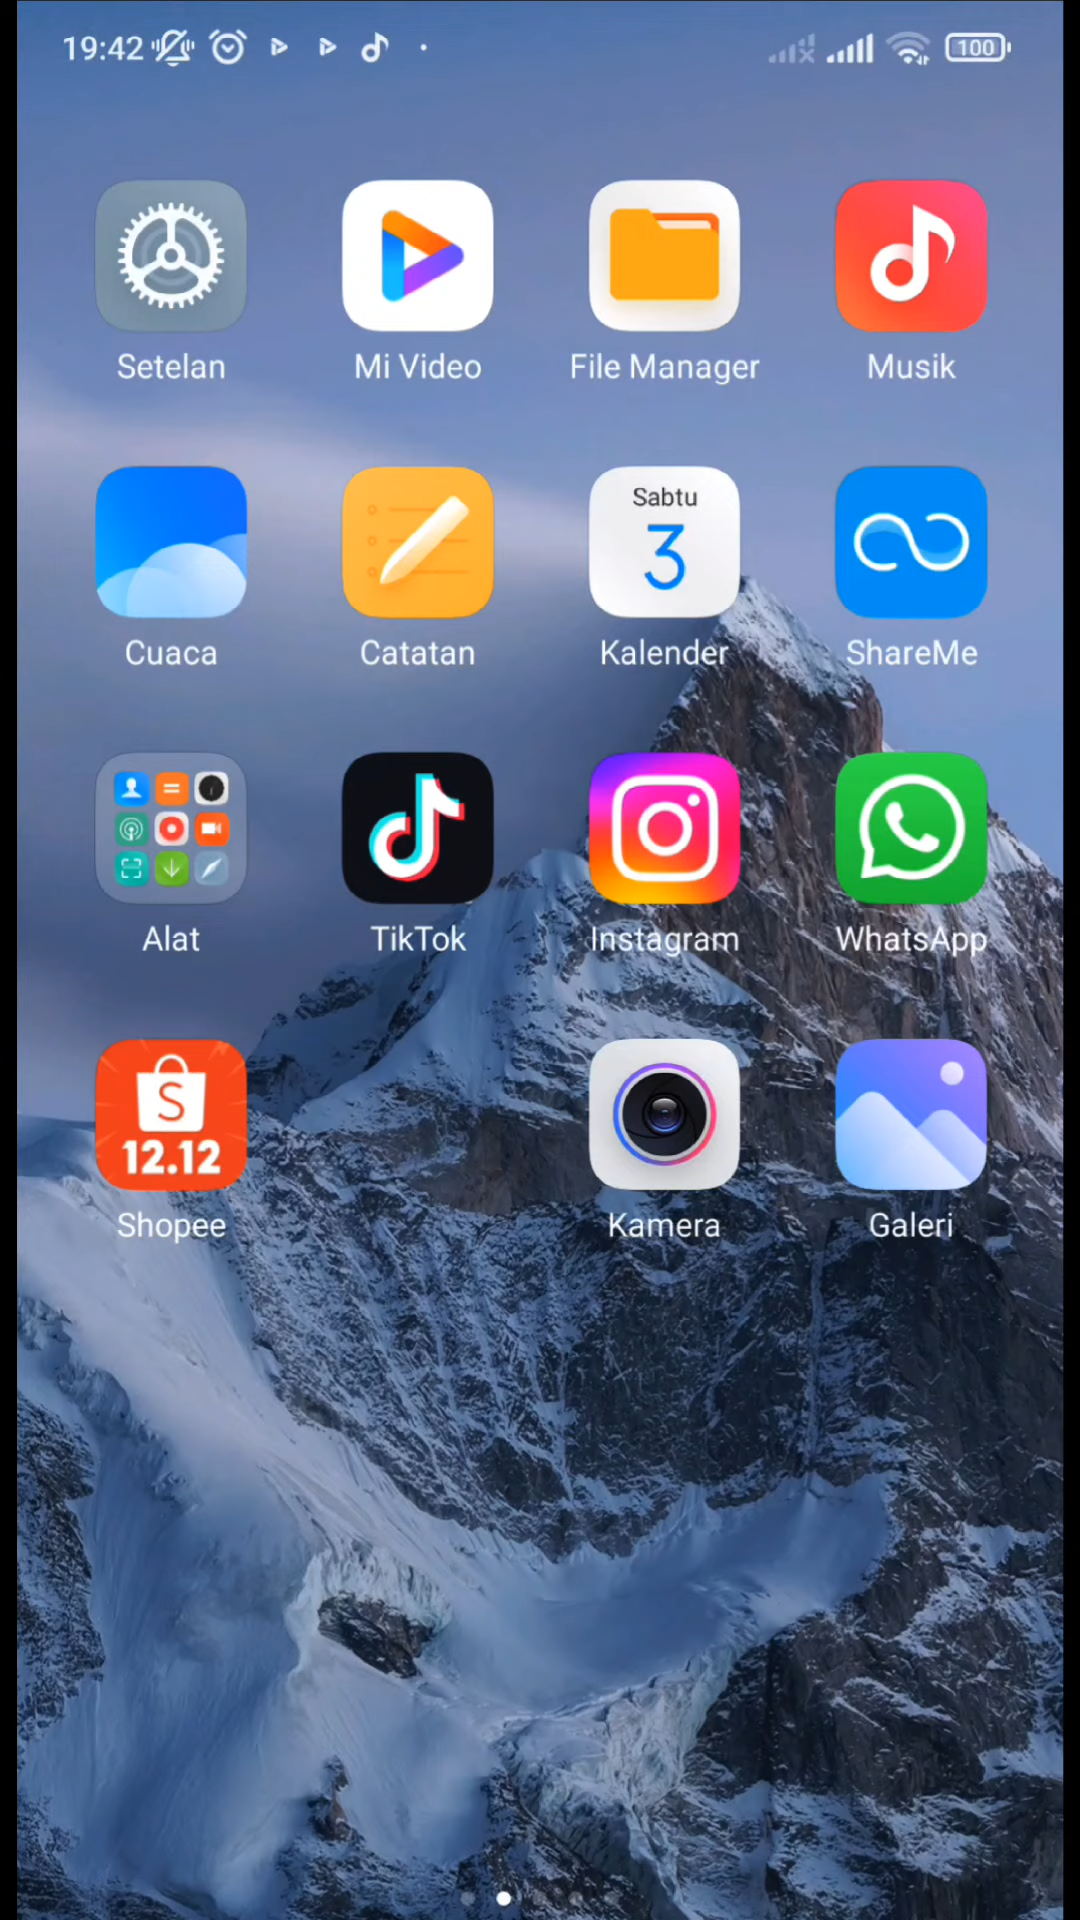 19:42
100
Setelan
Mi Video
File Manager
Musik
Sabtu
3
Cuaca
Catatan
Kalender
ShareMe
Alat
TikTok
Instagram
WhatsApp
S
12.12
Shopee
Kamera
Galeri